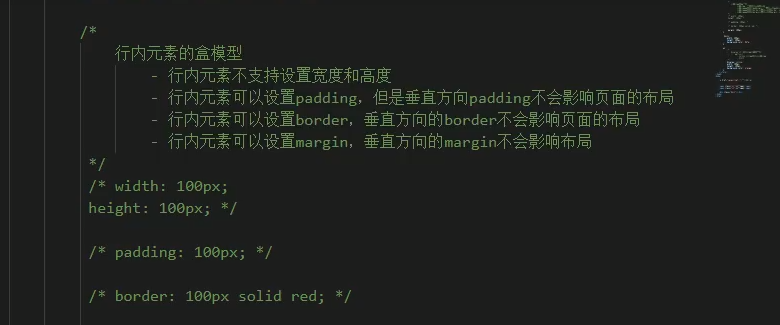 /*
行内元素的盒模型
- 行内元素不支持设置宽度和高度
- 行内元素可以设置padding，但是垂直方向padding不会影响页面的布局
- 行内元素可以设置border，垂直方向的border不会影响页面的布局
- 行内元素可以设置margin，垂直方向的margin不会影响布局
*/
/* width: 100px;
height: 100px; */
/* padding: 100px; */
/* border: 100px solid red; */